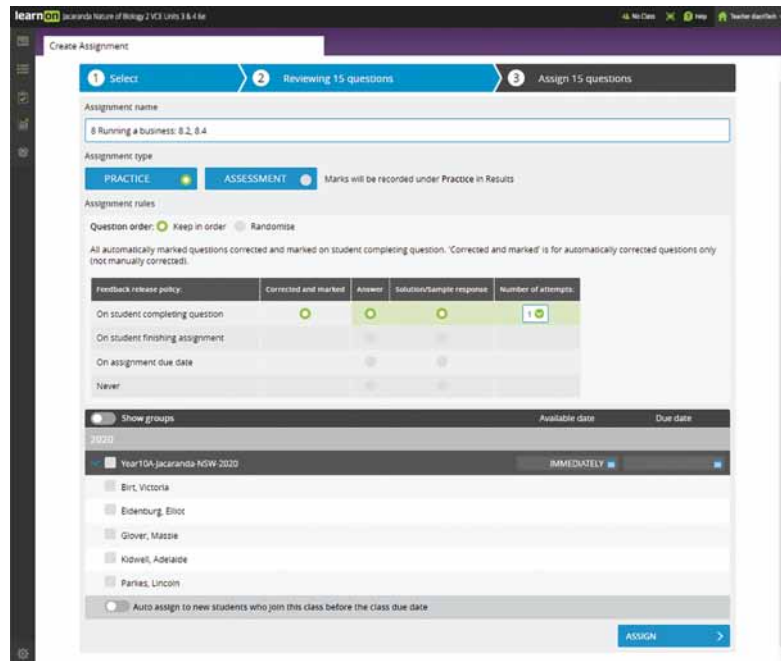 learnon Jacaranda Nature of Biology 2 VCE Units 3 & 4 6e
No Class
Help
Create Assignment
1 Select
2 Reviewing 15 questions
3 Assign 15 questions
Assignment name
8 Running a business: 8.2, 8.4
Assignment type
PRACTICE ASSESSMENT Marks will be recorded under Practice in Results
Assignment rules
Question order: Keep in order Randomise
All automatically marked questions corrected and marked on student completing question. 'Corrected and marked' is for automatically corrected questions only
(not manually corrected).
Feedback release policy: Corrected and marked Answer Solution/Sample response Number of attempts:
On student completing question 1
On student finishing assignment
On assignment due date
Never
Show groups Available date Due date
2020
Year10A-Jacaranda-NSW-2020 IMMEDIATELY
Birt, Victoria
Eidenburg, Elliot
Glover, Massie
Kidwell, Adelaide
Parkes, Lincoln
Auto assign to new students who join this class before the class due date
ASSIGN